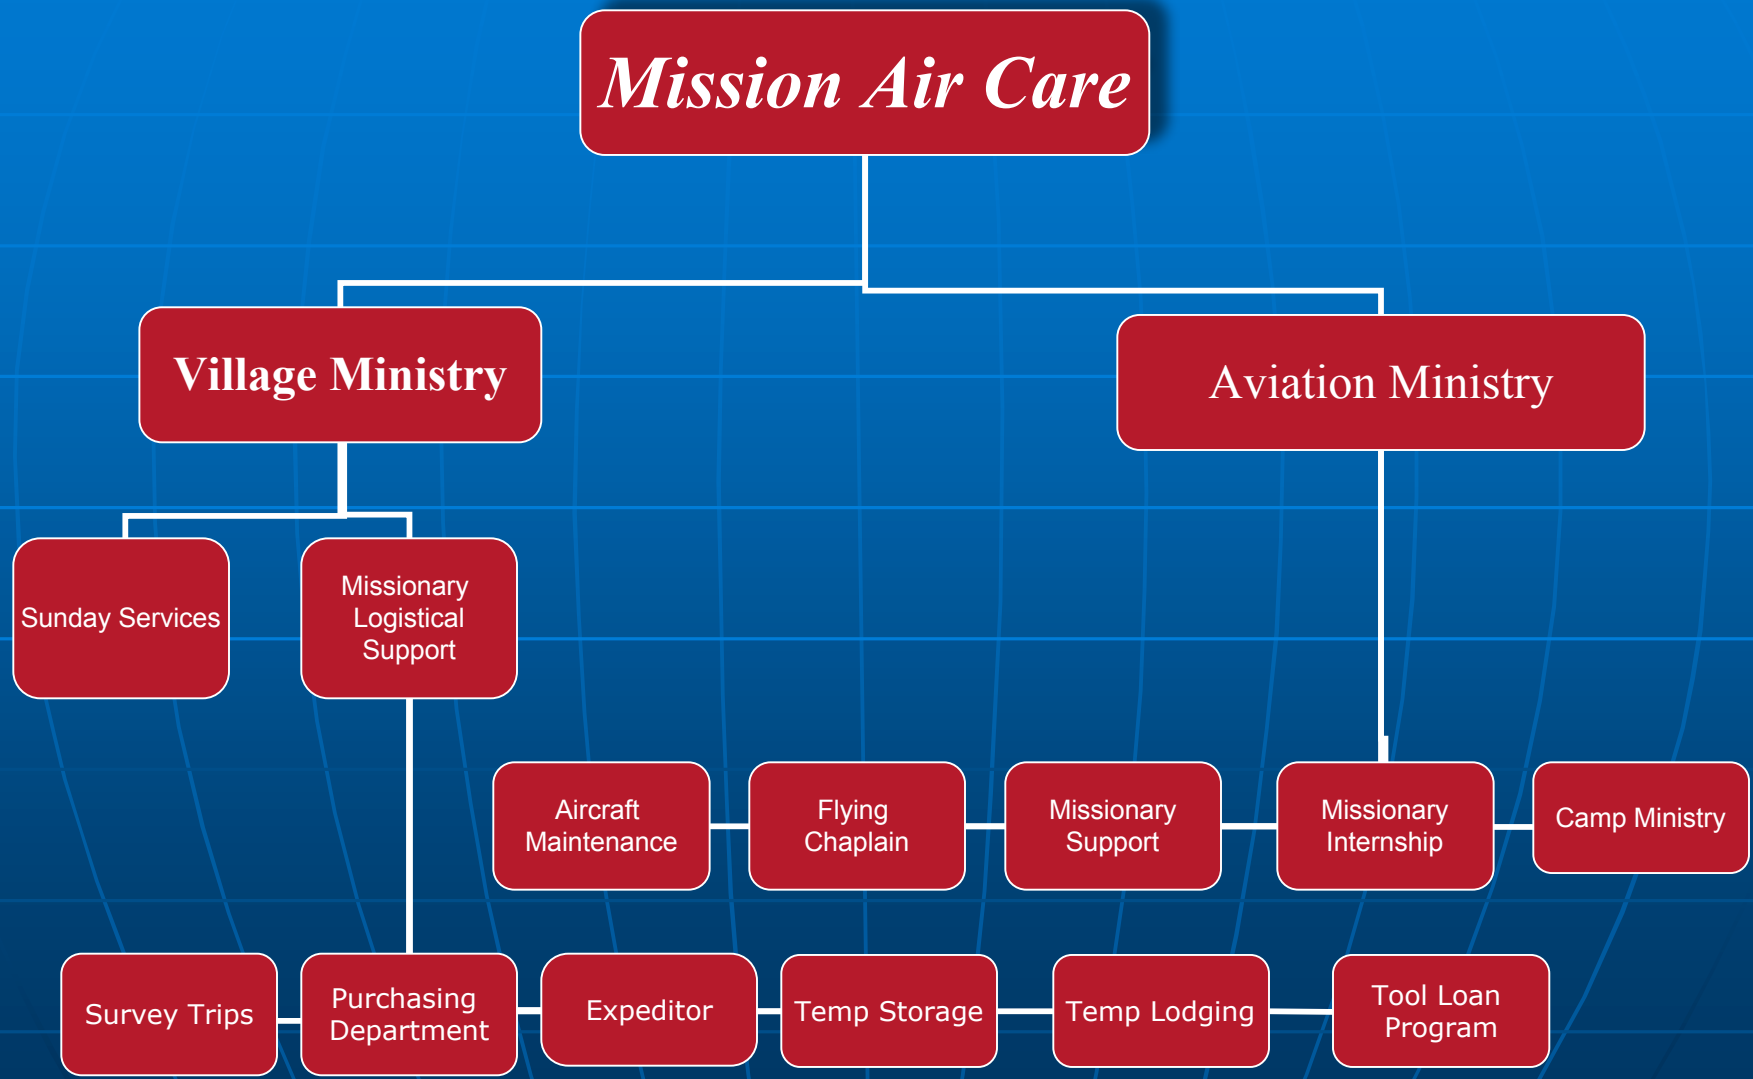 Mission Air Care
Village Ministry
Aviation Ministry
Sunday Services
Missionary
Logistical
Support
Aircraft
Maintenance
Flying
Chaplain
Missionary
Support
Missionary
Internship
Camp Ministry
Survey Trips
Purchasing
Department
Expeditor
Temp Storage
Temp Lodging
Tool Loan
Program